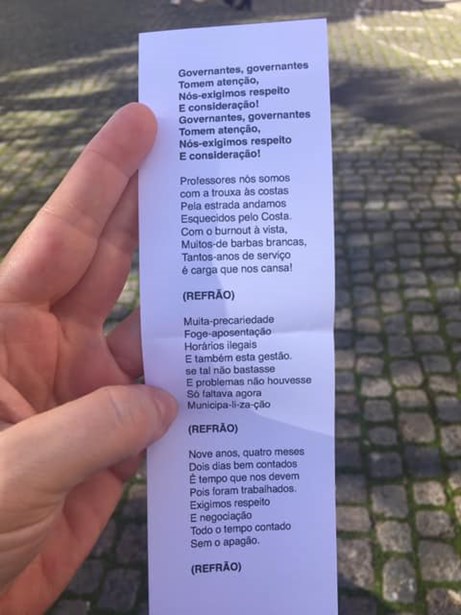 Governantes, governantes
Tomem atenção,
Nós-exigimos respeito
E consideração!
Governantes, governantes
Tomem atenção,
Nós-exigimos respeito
E consideração!
Professores nós somos
com a trouxa às costas
Pela estrada andamos
Esquecidos pelo Costa.
Com o burnout à vista,
Muitos-de barbas brancas,
Tantos-anos de serviço
é carga que nos cansa!
(REFRÃO)
Muita-precariedade
Foge-aposentação
Horários ilegais
E também esta gestão.
se tal não bastasse
E problemas não houvesse
Só faltava agora
Municipa-li-za-ção
(REFRÃO)
Nove anos, quatro meses
Dois dias bem contados
É tempo que nos devem
Pois foram trabalhados.
Exigimos respeito
E negociação
Todo o tempo contado
Sem o apagão.
(REFRÃO)